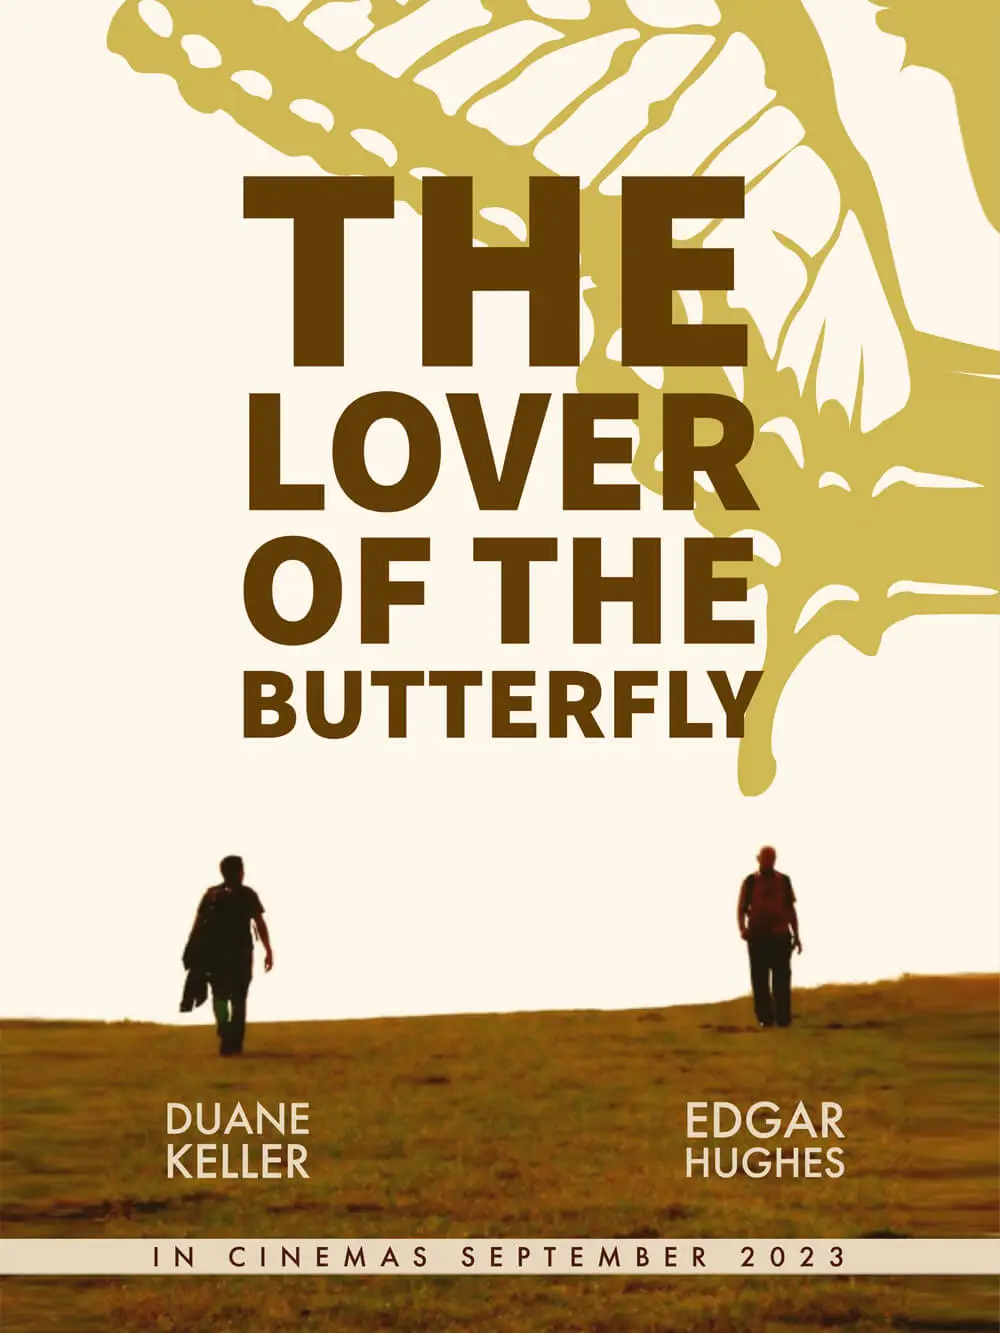 THE
LOVER
OF THE
BUTTERFLY
DUANE
KELLER
EDGAR
HUGHES
IN CINEMAS SEPTEMBER 2023